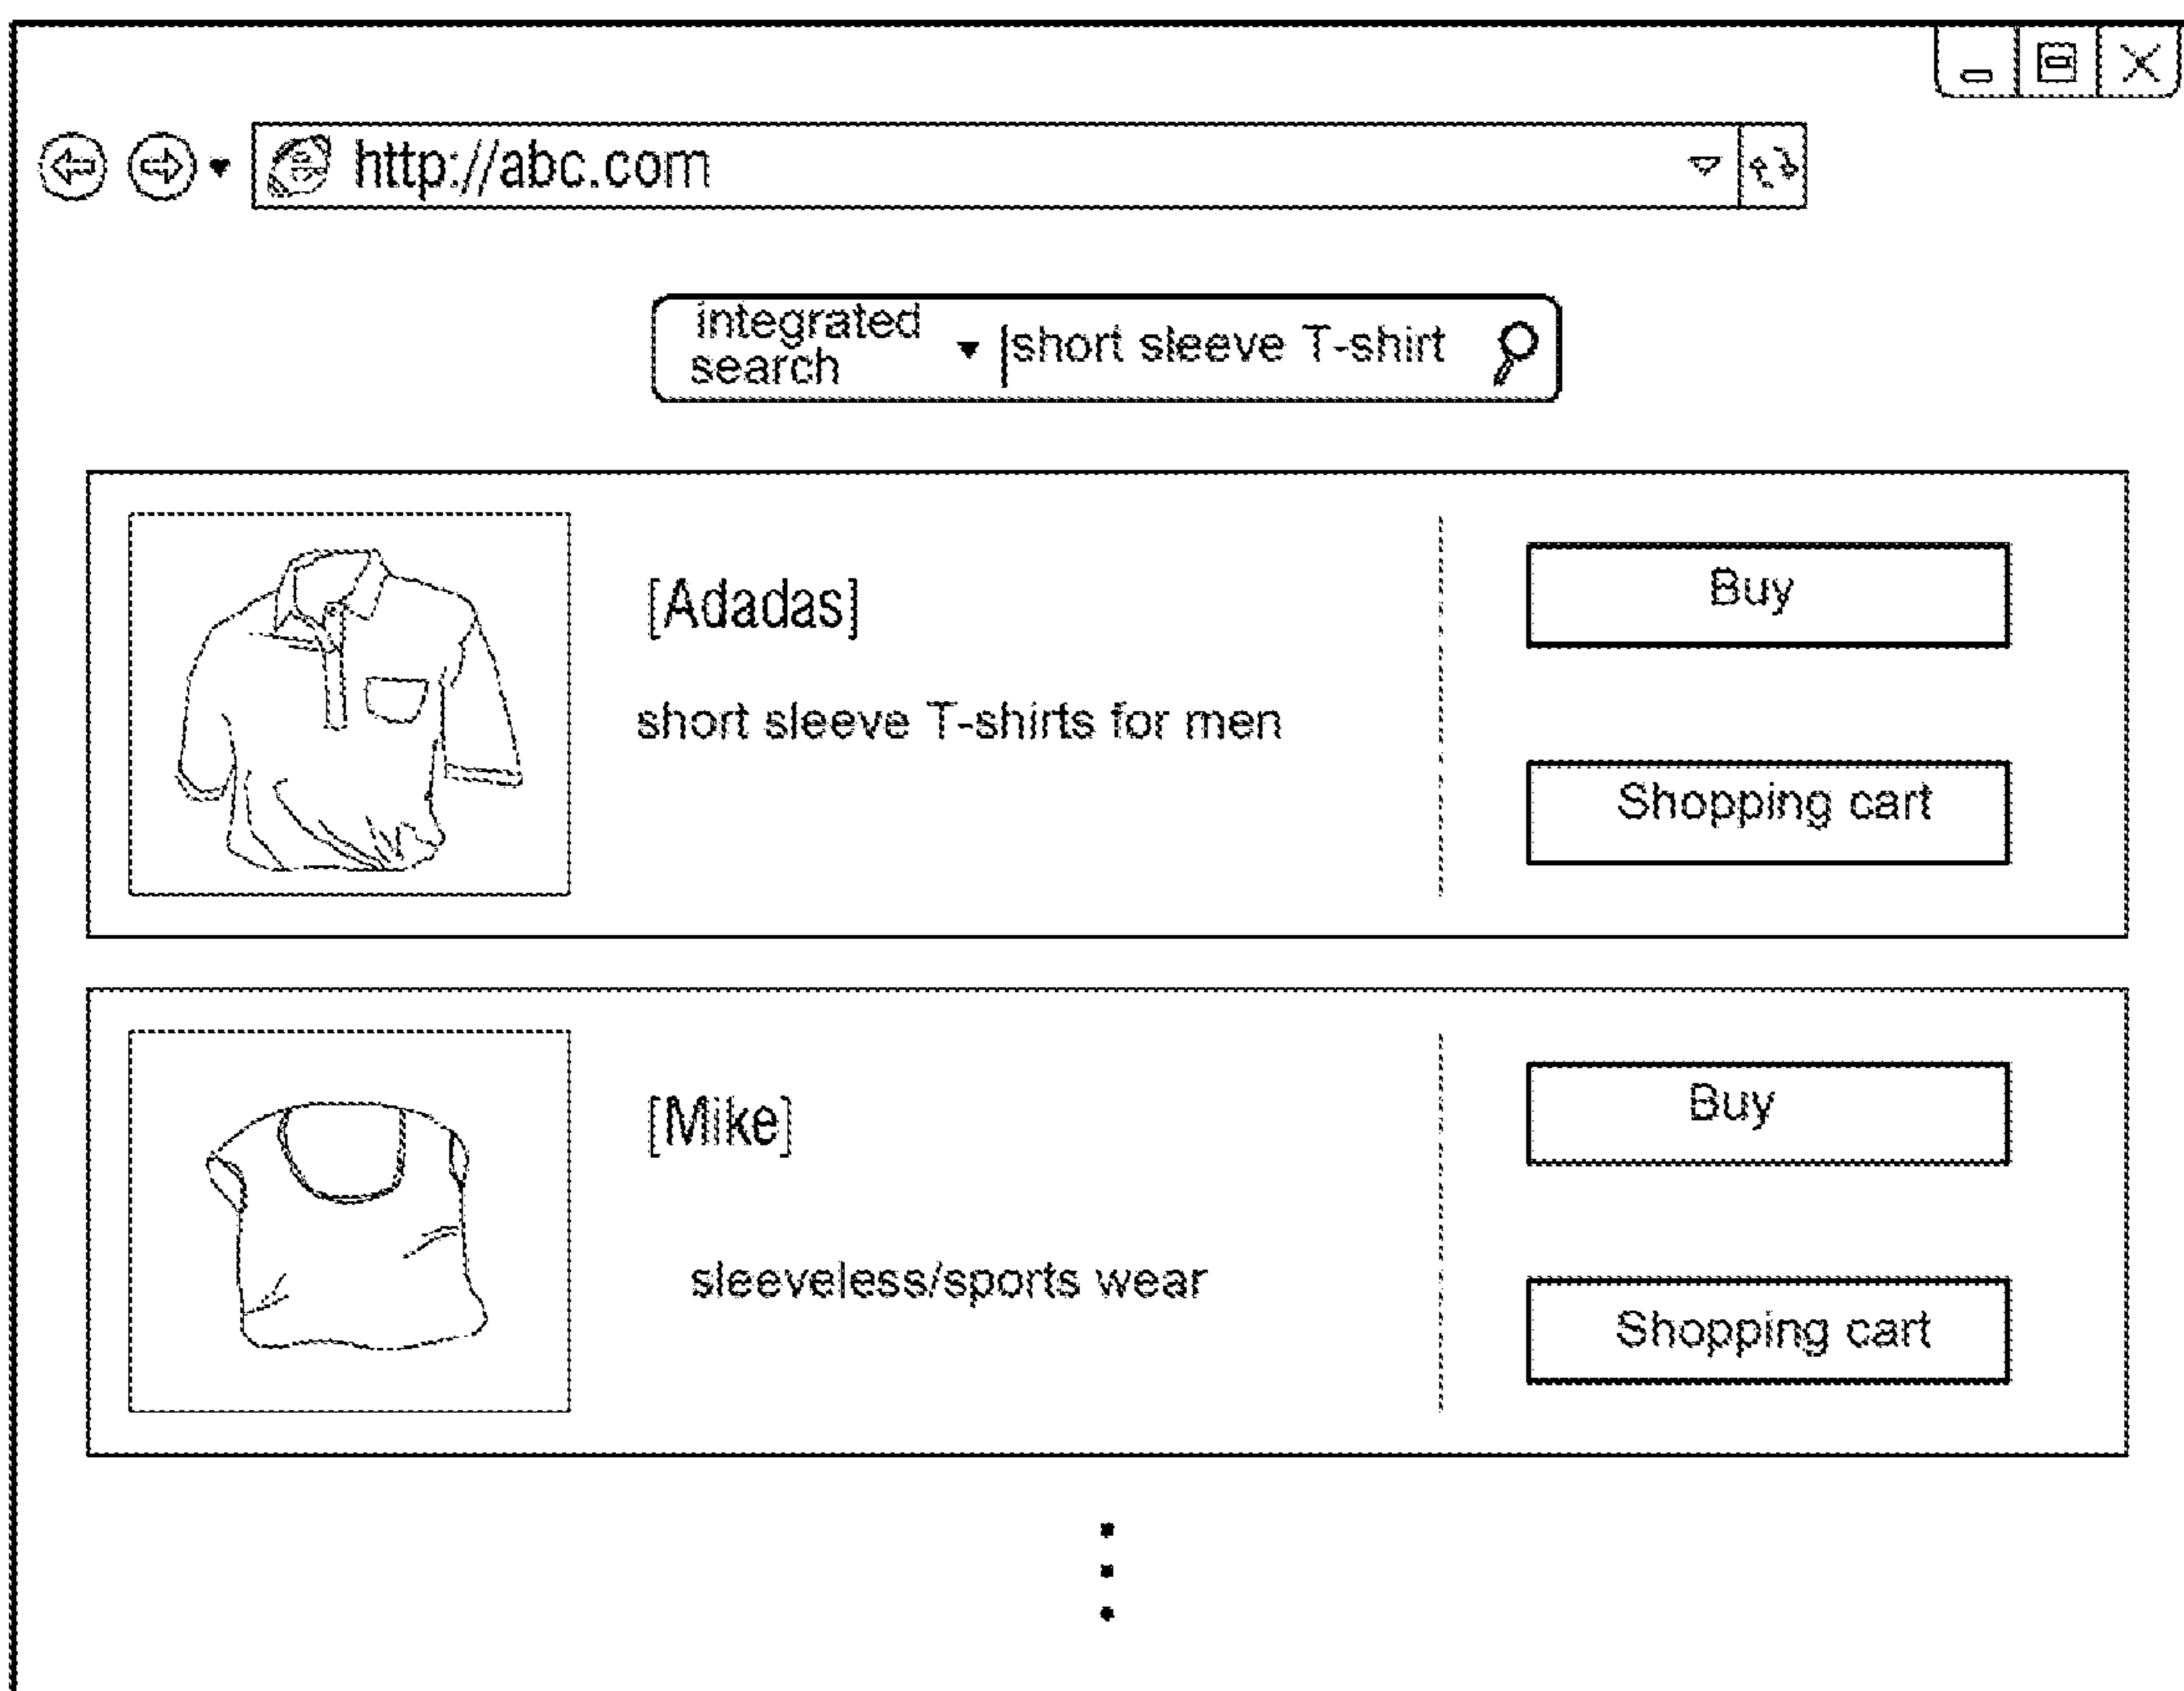 http://abc.com
integrated
search
short sleeve T-shirt
[Adadas]
short sleeve T-shirts for men
Buy
Shopping cart
[Mike]
sleeveless/sports wear
Buy
Shopping cart